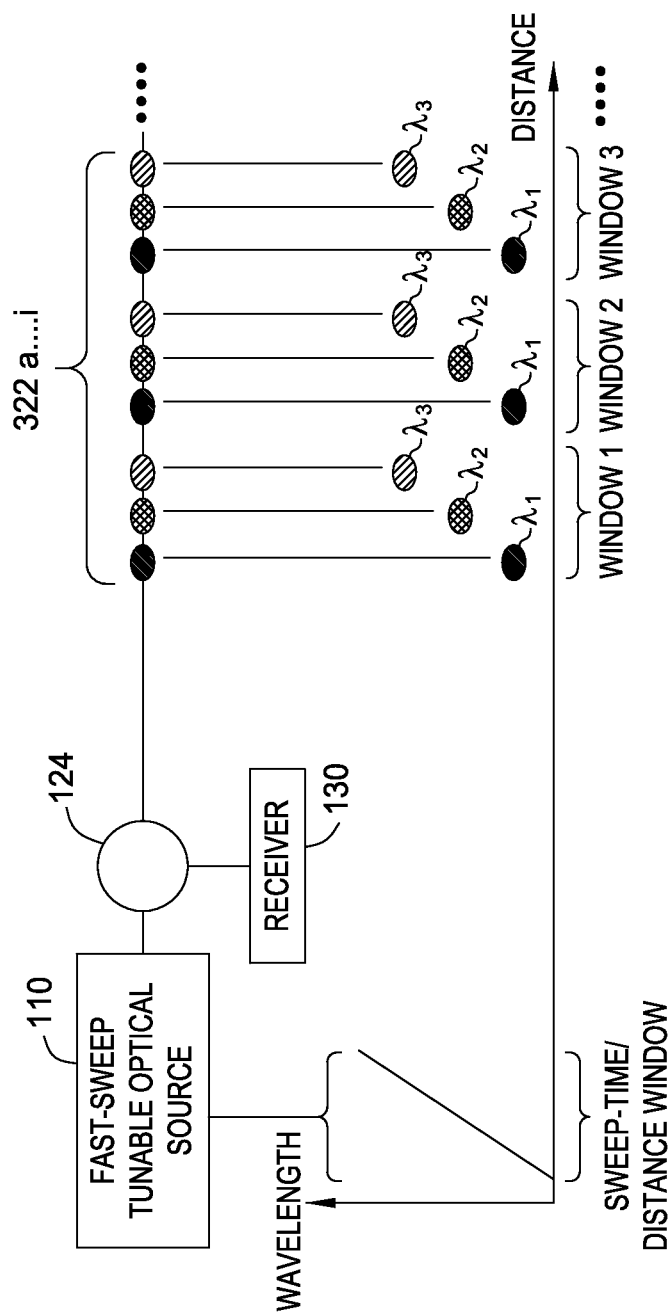 322 a....i
110
FAST-SWEEP
TUNABLE OPTICAL
SOURCE
124
RECEIVER
130
WAVELENGTH
λ3
λ2
λ1
λ3
λ2
λ1
λ3
λ2
λ1
DISTANCE
SWEEP-TIME/
DISTANCE WINDOW
WINDOW 1
WINDOW 2
WINDOW 3